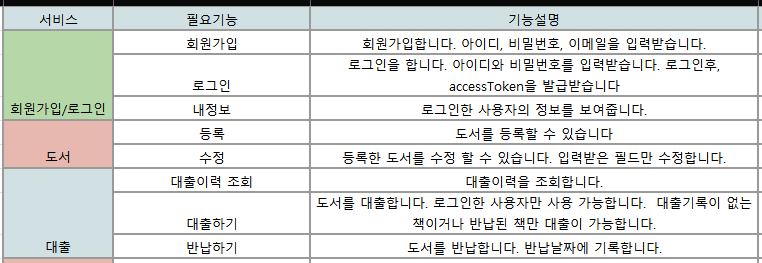 서비스 필요기능 기능설명
회원가입/로그인 회원가입 회원가입합니다. 아이디, 비밀번호, 이메일을 입력받습니다.
로그인 로그인을 합니다. 아이디와 비밀번호를 입력받습니다. 로그인후,
accessToken을 발급받습니다
내정보 로그인한 사용자의 정보를 보여줍니다.
도서 등록 도서를 등록할 수 있습니다
수정 등록한 도서를 수정 할 수 있습니다. 입력받은 필드만 수정합니다.
대출 대출이력 조회 대출이력을 조회합니다.
대출하기 도서를 대출합니다. 로그인한 사용자만 사용 가능합니다. 대출기록이 없는
책이거나 반납된 책만 대출이 가능합니다.
반납하기 도서를 반납합니다. 반납날짜에 기록합니다.